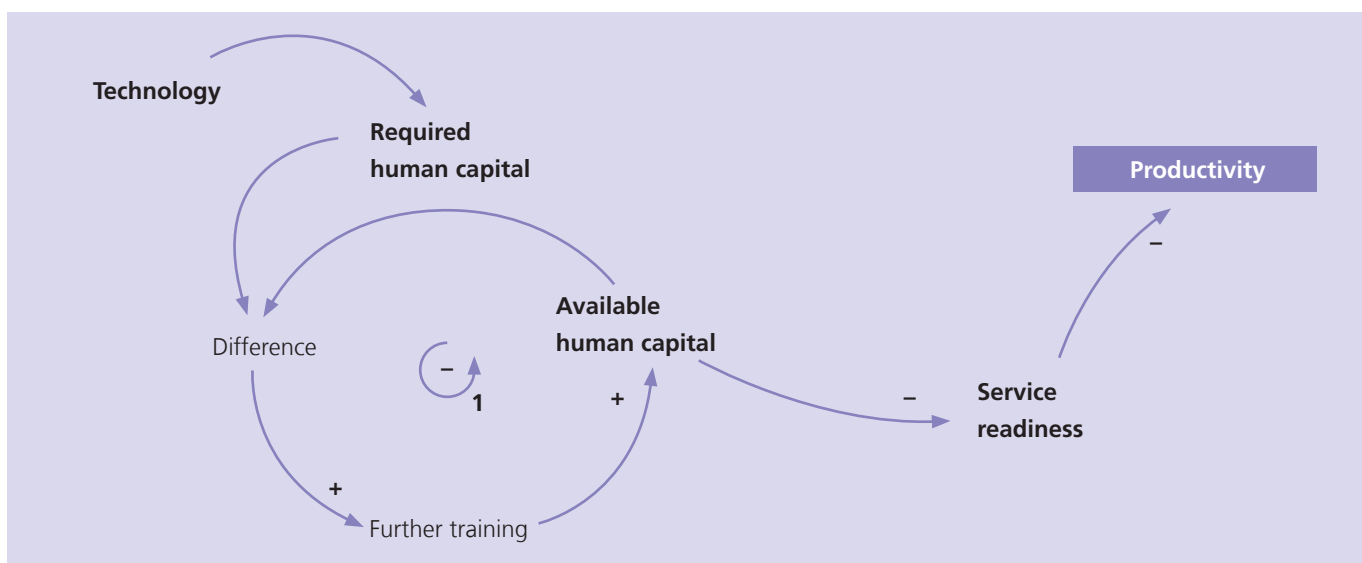 Technology
Required
human capital
Productivity
–
Available
human capital
Difference
–
1
+
–
Service
readiness
+
Further training